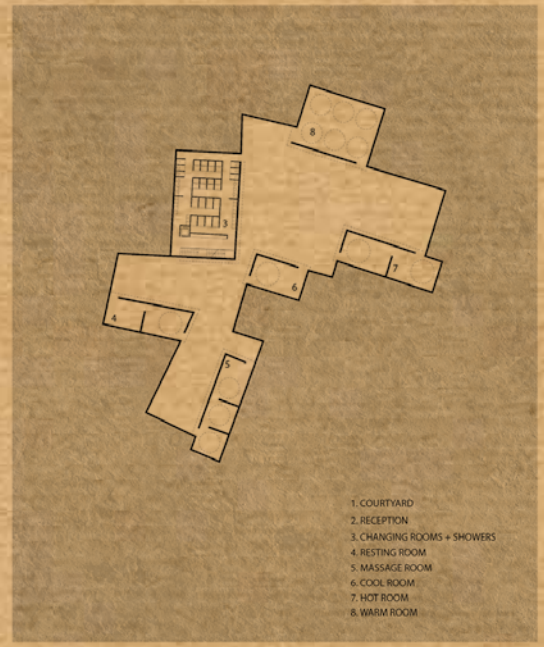 8
3
7
6
4
5
1. COURTYARD
2. RECEPTION
3. CHANGING ROOMS + SHOWERS
4. RESTING ROOM
5. MASSAGE ROOM
6. COOL ROOM
7. HOT ROOM
8. WARM ROOM